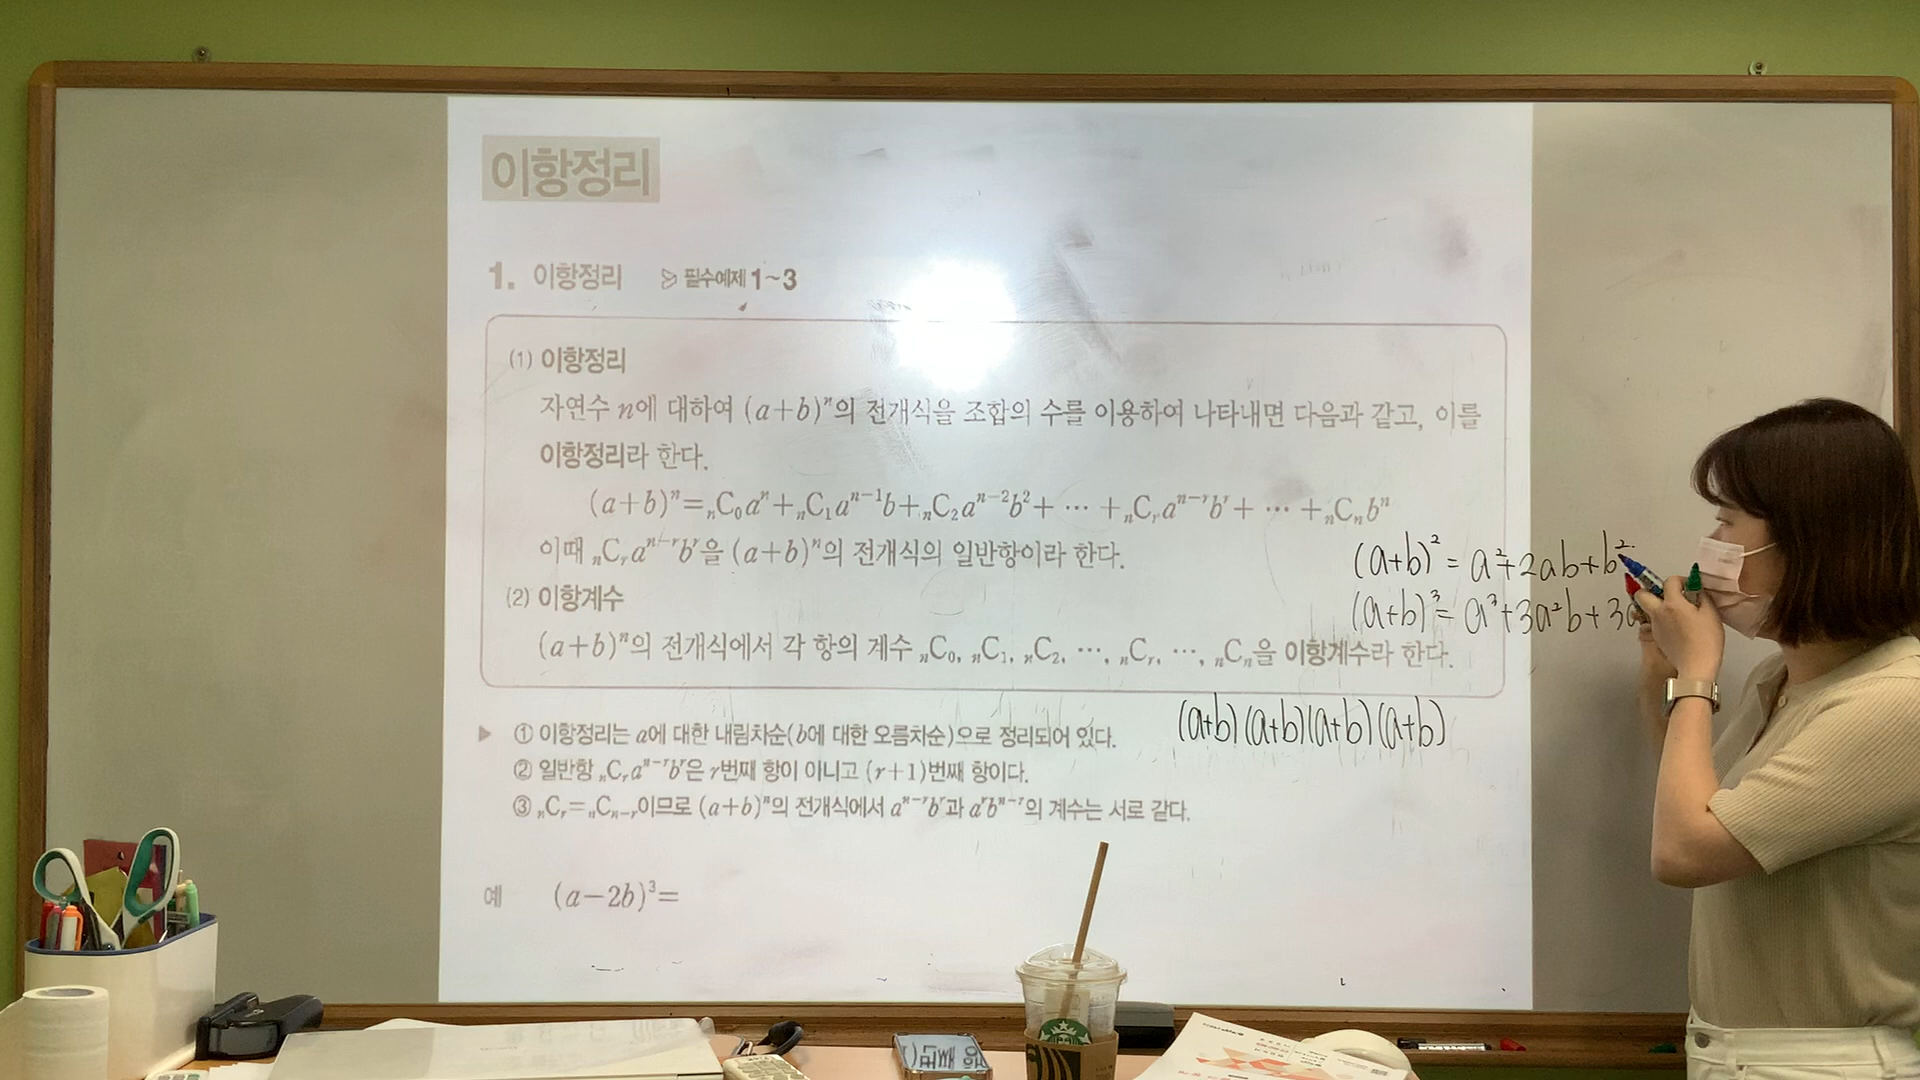 이항정리
1. 이항정리 필수예제 1~3
(1) 이항정리
자연수 n에 대하여 (a+b)ⁿ의 전개식을 조합의 수를 이용하여 나타내면 다음과 같고, 이를
이항정리라 한다.
(a+b)ⁿ=ₙC₀aⁿ+ₙC₁aⁿ⁻¹b+ₙC₂aⁿ⁻²b²+ ⋯ +ₙCᵣaⁿ⁻ʳbʳ+ ⋯ +ₙCₙbⁿ
이때 ₙCᵣaⁿ⁻ʳbʳ을 (a+b)ⁿ의 전개식의 일반항이라 한다.
(a+b)² = a²+2ab+b²
(a+b)³ = a³+3a²b+3
(2) 이항계수
(a+b)ⁿ의 전개식에서 각 항의 계수 ₙC₀, ₙC₁, ₙC₂, ⋯, ₙCᵣ, ⋯, ₙCₙ을 이항계수라 한다.
(a+b)(a+b)(a+b)(a+b)
▶ ① 이항정리는 a에 대한 내림차순(b에 대한 오름차순)으로 정리되어 있다.
② 일반항 ₙCᵣaⁿ⁻ʳbʳ은 r번째 항이 아니고 (r+1)번째 항이다.
③ ₙCᵣ=ₙCₙ₋ᵣ이므로 (a+b)ⁿ의 전개식에서 aⁿ⁻ʳbʳ과 aʳbⁿ⁻ʳ의 계수는 서로 같다.
예 (a-2b)³=